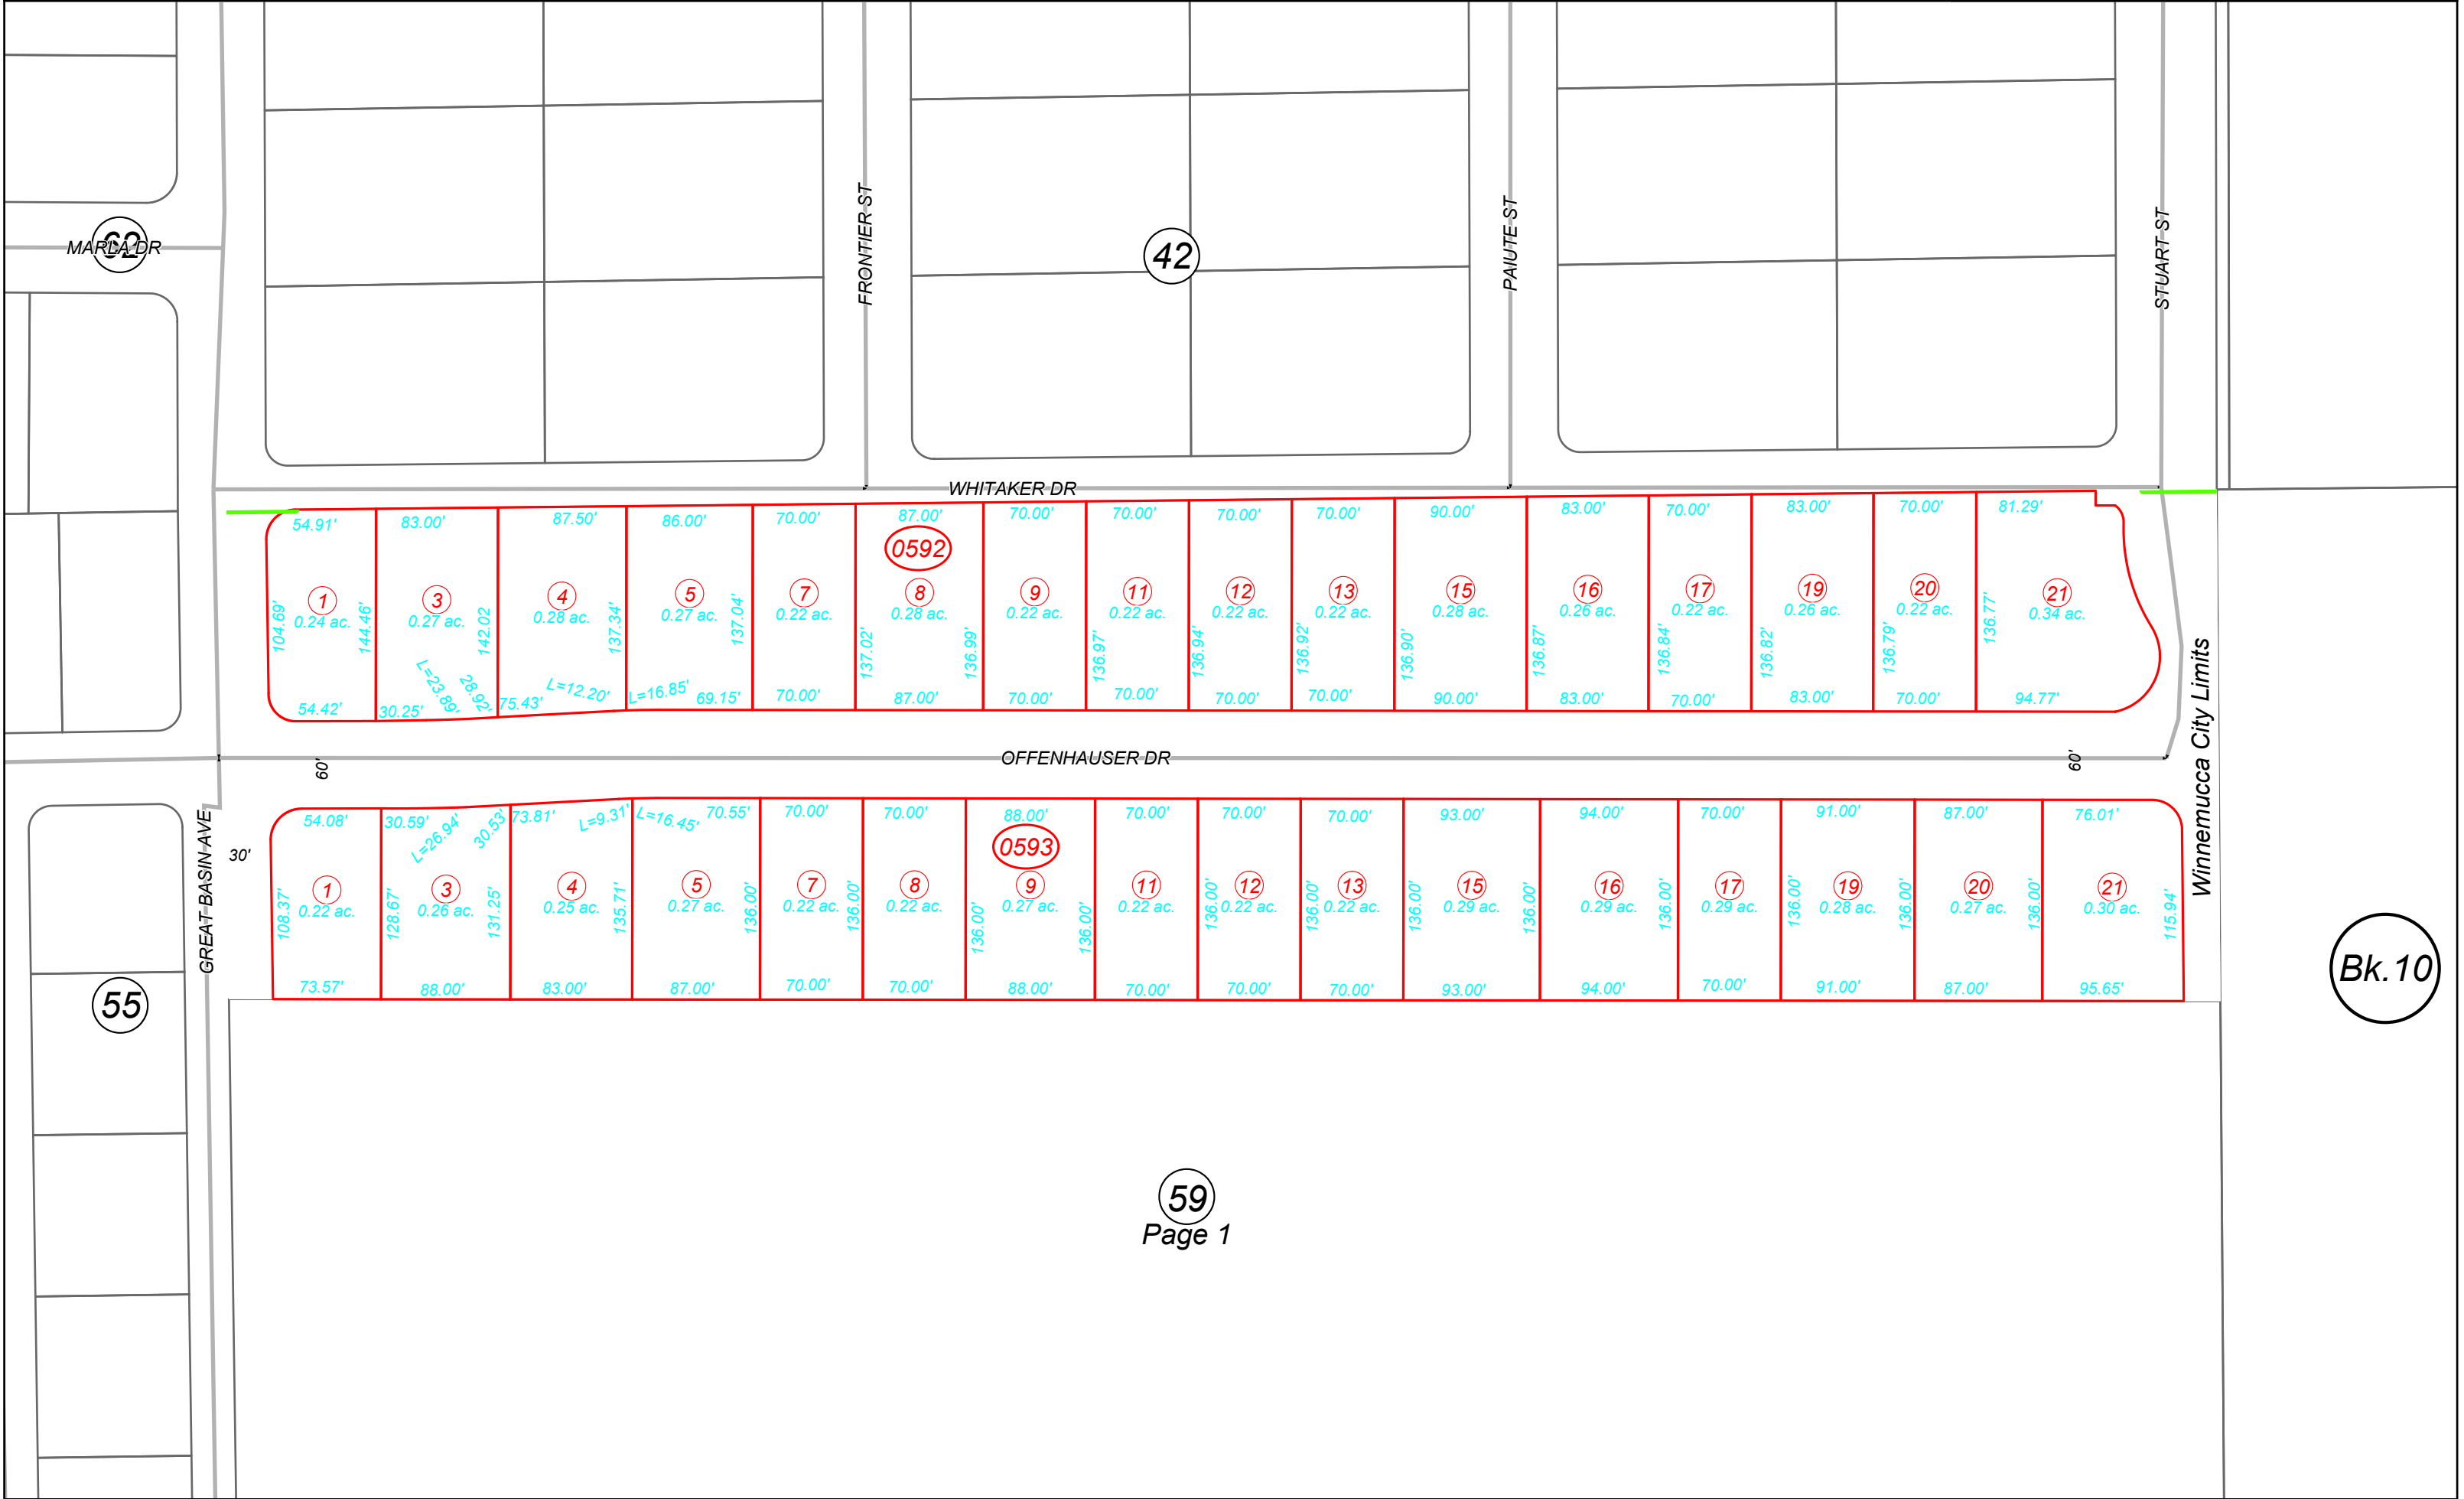 FRONTIER ST
PAIUTE ST
STUART ST
MARLA DR
62
42
WHITAKER DR
54.91'
83.00'
87.50'
86.00'
70.00'
87.00'
70.00'
70.00'
70.00'
70.00'
90.00'
83.00'
70.00'
83.00'
70.00'
81.29'
0592
1
3
4
5
7
8
9
11
12
13
15
16
17
19
20
21
0.24 ac.
0.27 ac.
0.28 ac.
0.27 ac.
0.22 ac.
0.28 ac.
0.22 ac.
0.22 ac.
0.22 ac.
0.22 ac.
0.28 ac.
0.26 ac.
0.22 ac.
0.26 ac.
0.22 ac.
0.34 ac.
104.69'
144.46'
142.02
137.34'
137.04'
137.02'
136.99'
136.97'
136.94'
136.92'
136.90'
136.87'
136.84'
136.82'
136.79'
136.77'
54.42'
30.25'
L=23.89'
28.92'
75.43'
L=12.20'
L=16.85'
69.15'
70.00'
87.00'
70.00'
70.00'
70.00'
70.00'
90.00'
83.00'
70.00'
83.00'
70.00'
94.77'
Winnemucca City Limits
60'
OFFENHAUSER DR
60'
GREAT BASIN AVE
30'
54.08'
30.59'
L=26.94'
30.53'
73.81'
L=9.31'
L=16.45'
70.55'
70.00'
70.00'
88.00'
70.00'
70.00'
70.00'
93.00'
94.00'
70.00'
91.00'
87.00'
76.01'
0593
1
3
4
5
7
8
9
11
12
13
15
16
17
19
20
21
0.22 ac.
0.26 ac.
0.25 ac.
0.27 ac.
0.22 ac.
0.22 ac.
0.27 ac.
0.22 ac.
0.22 ac.
0.22 ac.
0.29 ac.
0.29 ac.
0.29 ac.
0.28 ac.
0.27 ac.
0.30 ac.
108.37'
128.67'
131.25'
135.71'
136.00'
136.00'
136.00'
136.00'
136.00'
136.00'
136.00'
136.00'
136.00'
136.00'
136.00'
136.00'
115.94'
73.57'
88.00'
83.00'
87.00'
70.00'
70.00'
88.00'
70.00'
70.00'
70.00'
93.00'
94.00'
70.00'
91.00'
87.00'
95.65'
55
Bk.10
59
Page 1